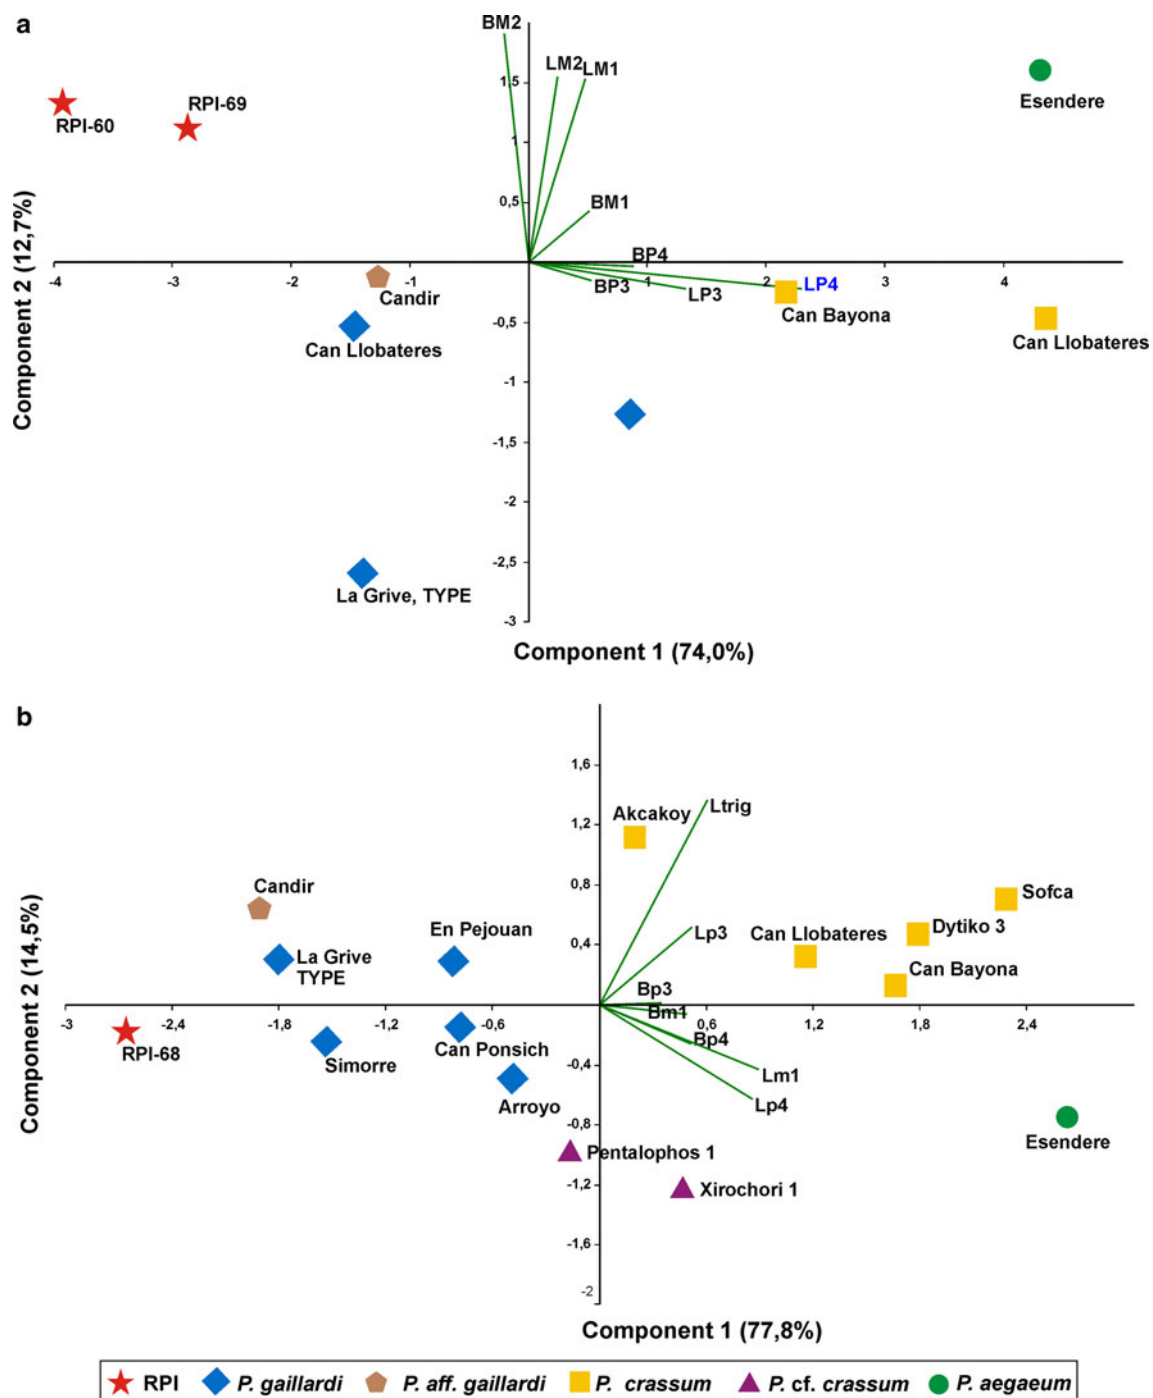 a
BM2
LM2
LM1
1,5
Esendere
RPI-69
RPI-60
1
0,5
BM1
BP4
-4
-3
-2
-1
1
2
3
4
BP3
LP3
LP4
Candir
Can Bayona
-0,5
Can Llobateres
Can Llobateres
-1
-1,5
-2
-2,5
La Grive, TYPE
-3
Component 2 (12,7%)
Component 1 (74,0%)
b
1,6
Ltrig
Akcakoy
1,2
Candir
0,8
Sofca
En Pejouan
Lp3
Can Llobateres
Dytiko 3
0,4
La Grive
TYPE
Can Bayona
Bp3
-3
-2,4
-1,8
-1,2
-0,6
Bm1
0,6
1,2
1,8
2,4
RPI-68
Simorre
Can Ponsich
Bp4
-0,4
Lm1
Arroyo
Lp4
-0,8
Esendere
Pentalophos 1
-1,2
Xirochori 1
-1,6
-2
Component 2 (14,5%)
Component 1 (77,8%)
RPI P. gaillardi P. aff. gaillardi P. crassum P. cf. crassum P. aegaeum